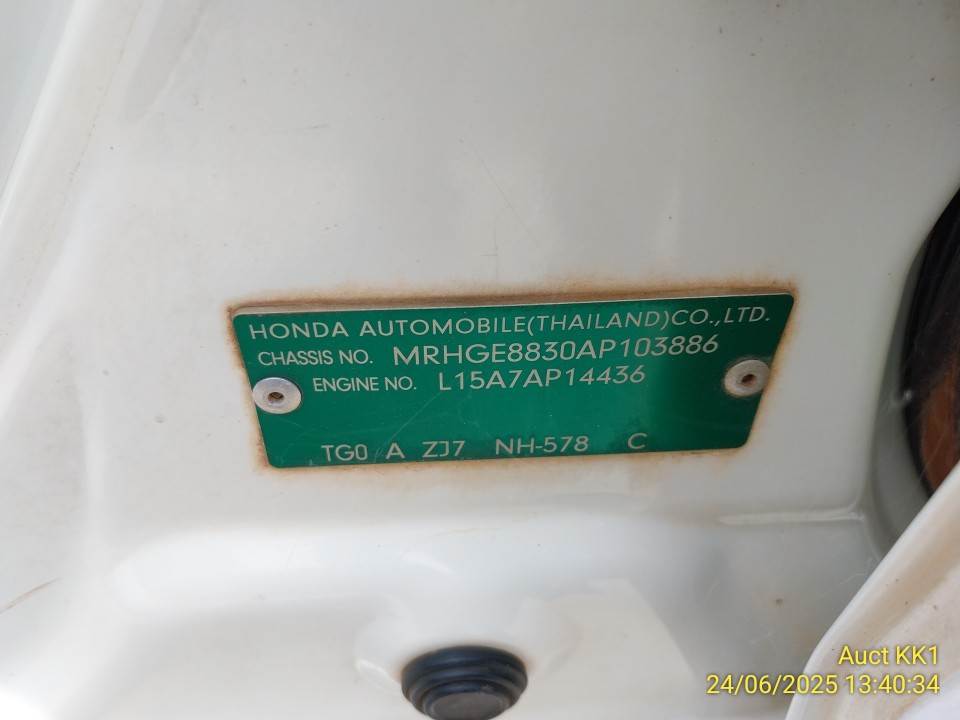 HONDA AUTOMOBILE(THAILAND)CO.,LTD.
CHASSIS NO. MRHGE8830AP103886
ENGINE NO. L15A7AP14436
TG0 A ZJ7 NH-578 C
Auct KK1
24/06/2025 13:40:34